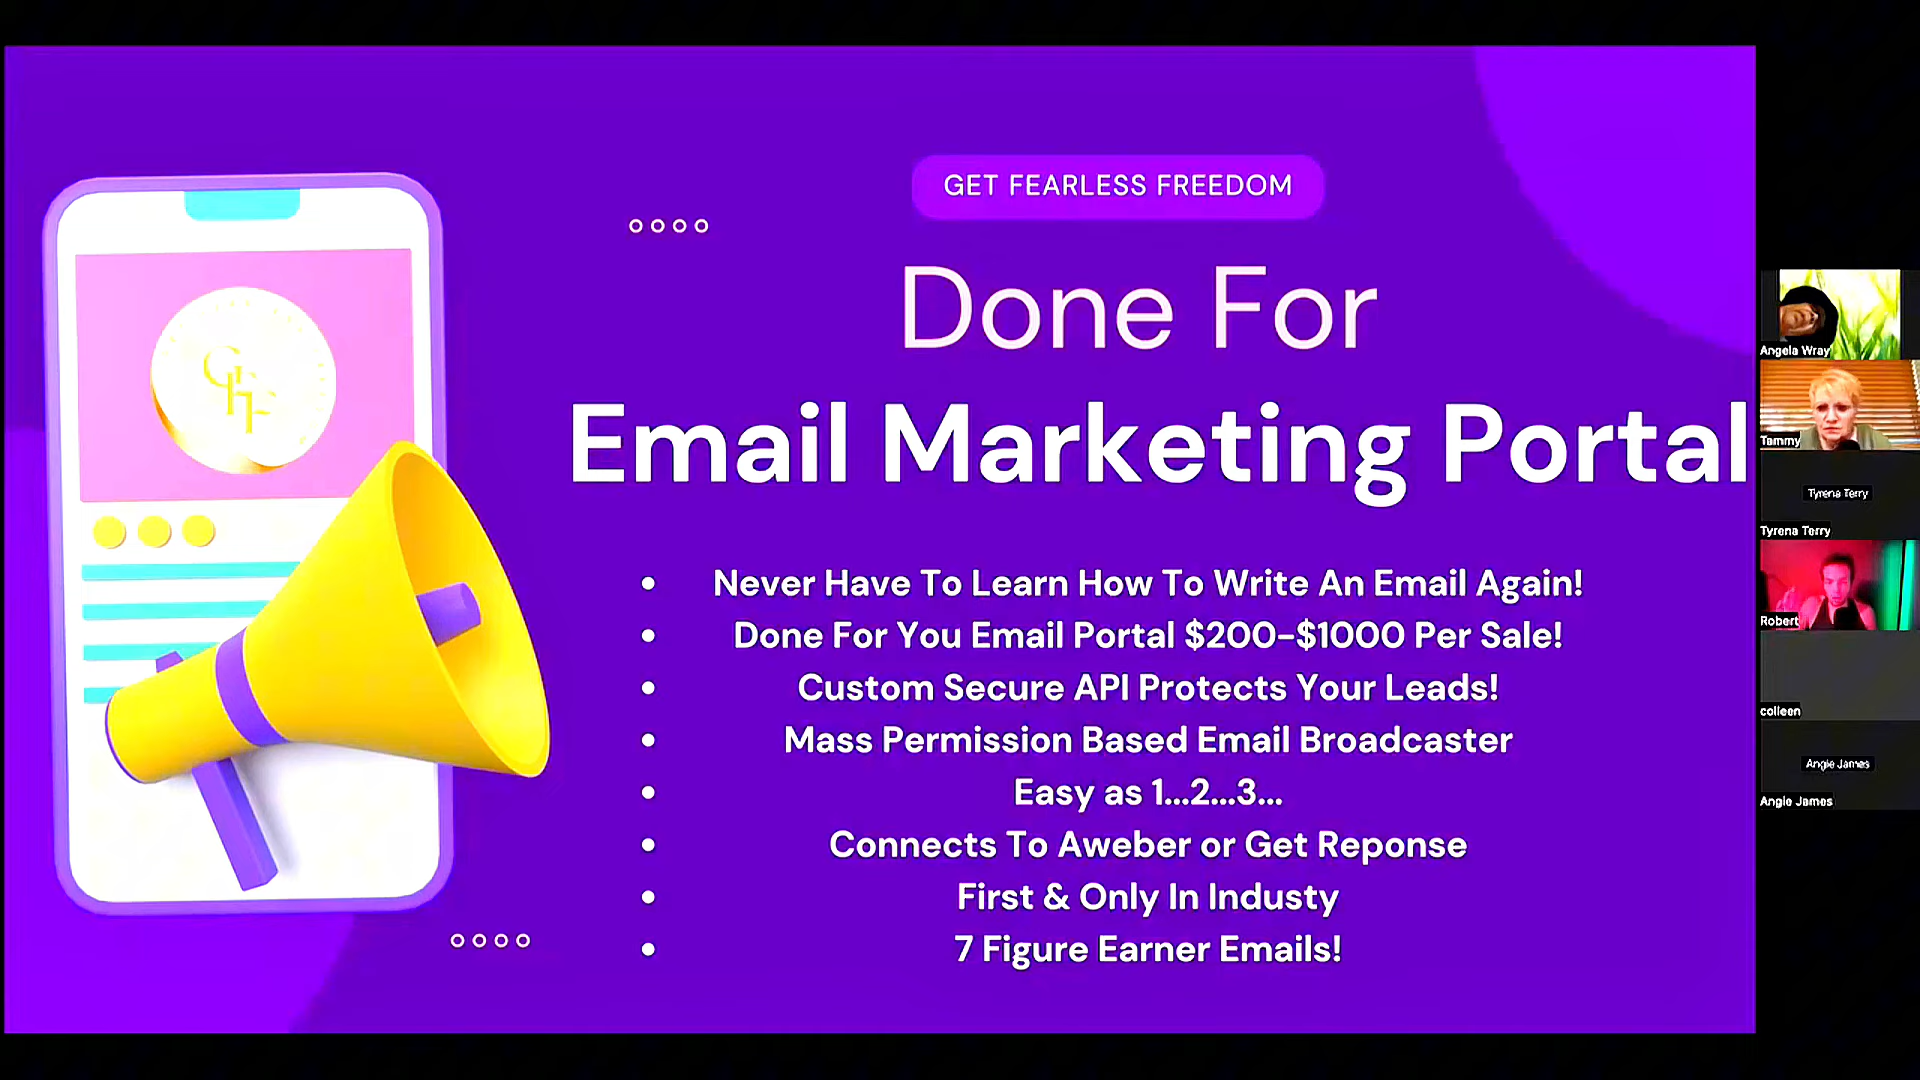 GET FEARLESS FREEDOM
Done For
Email Marketing Portal
Never Have To Learn How To Write An Email Again!
Done For You Email Portal $200-$1000 Per Sale!
Custom Secure API Protects Your Leads!
Mass Permission Based Email Broadcaster
Easy as 1...2...3...
Connects To Aweber or Get Reponse
First & Only In Industy
7 Figure Earner Emails!
Angela Wray
Tammy
Tyrena Terry
Tyrena Terry
Robert
colleen
Angie James
Angie James